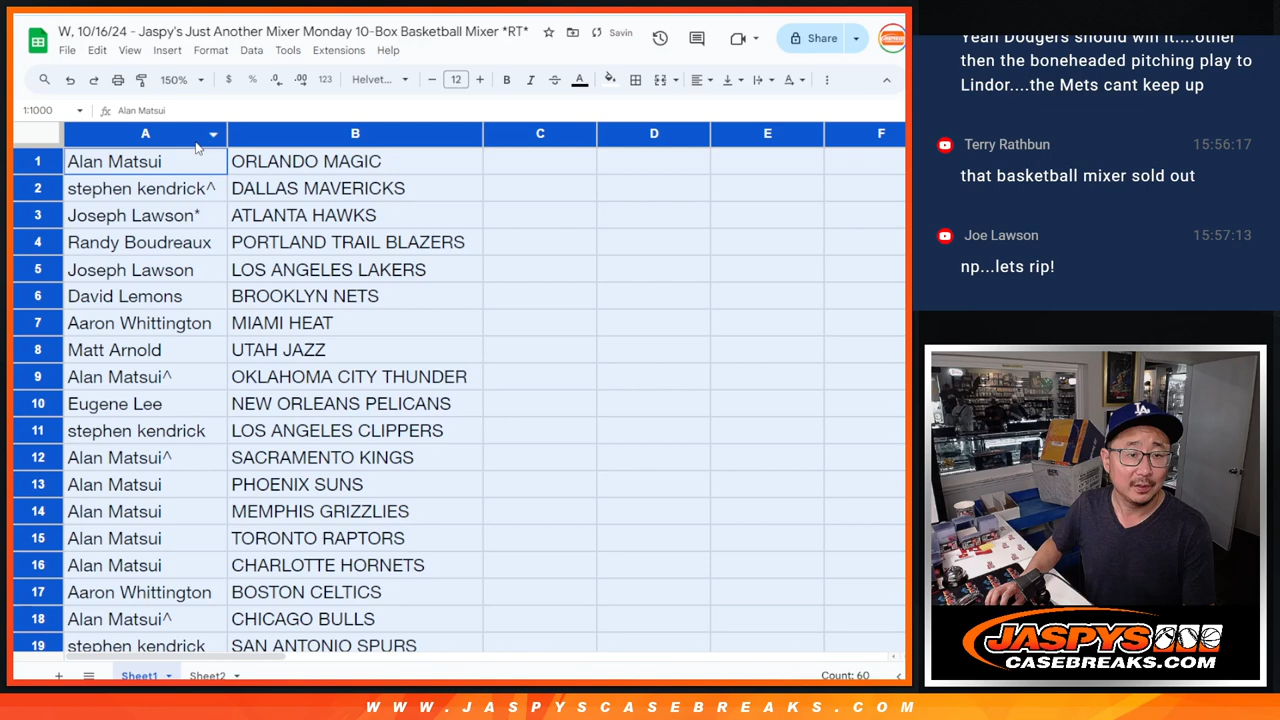 W, 10/16/24 - Jaspy's Just Another Mixer Monday 10-Box Basketball Mixer *RT*
Savin
File Edit View Insert Format Data Tools Extensions Help
Share
150% $ % .0 .00 123 Helvet... − 12 + B I A
1:1000 fx Alan Matsui
A B C D E F
1 Alan Matsui ORLANDO MAGIC
2 stephen kendrick^ DALLAS MAVERICKS
3 Joseph Lawson* ATLANTA HAWKS
4 Randy Boudreaux PORTLAND TRAIL BLAZERS
5 Joseph Lawson LOS ANGELES LAKERS
6 David Lemons BROOKLYN NETS
7 Aaron Whittington MIAMI HEAT
8 Matt Arnold UTAH JAZZ
9 Alan Matsui^ OKLAHOMA CITY THUNDER
10 Eugene Lee NEW ORLEANS PELICANS
11 stephen kendrick LOS ANGELES CLIPPERS
12 Alan Matsui^ SACRAMENTO KINGS
13 Alan Matsui PHOENIX SUNS
14 Alan Matsui MEMPHIS GRIZZLIES
15 Alan Matsui TORONTO RAPTORS
16 Alan Matsui CHARLOTTE HORNETS
17 Aaron Whittington BOSTON CELTICS
18 Alan Matsui^ CHICAGO BULLS
19 stephen kendrick SAN ANTONIO SPURS
+ Sheet1 Sheet2 Count: 60
Yeah Dodgers should win it....other
then the boneheaded pitching play to
Lindor....the Mets cant keep up
Terry Rathbun 15:56:17
that basketball mixer sold out
Joe Lawson 15:57:13
np...lets rip!
LA
JASPYS
CASEBREAKS.COM
WWW.JASPYSCASEBREAKS.COM